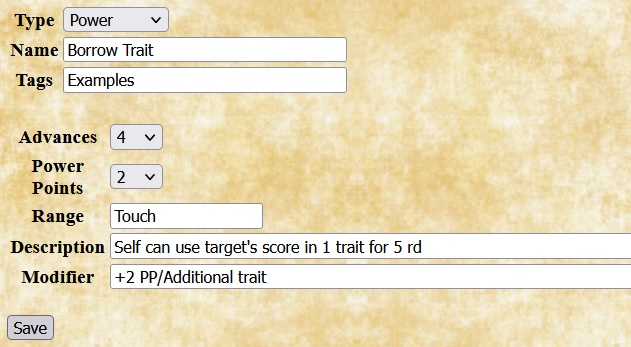 Type Power
Name Borrow Trait
Tags Examples
Advances 4
Power Points 2
Range Touch
Description Self can use target's score in 1 trait for 5 rd
Modifier +2 PP/Additional trait
Save